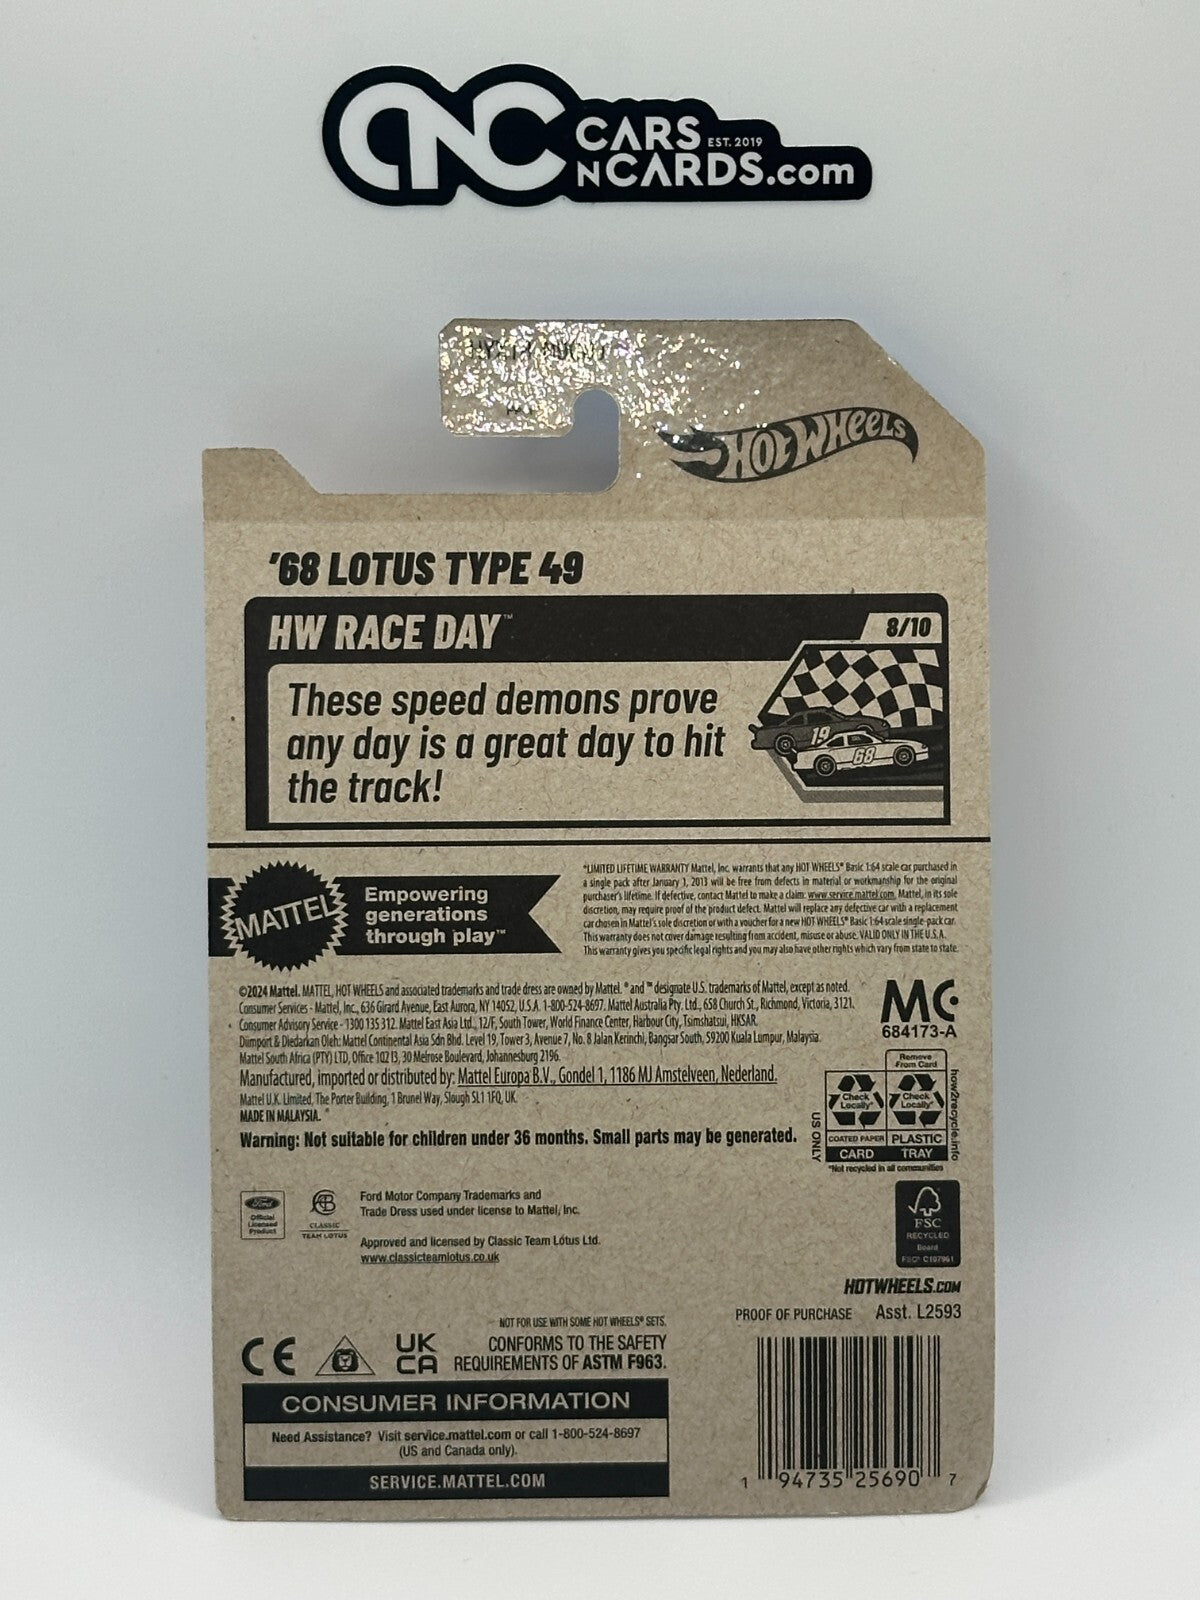 CNC CARS EST. 2019
N CARDS.com
HOT WHEELS
'68 LOTUS TYPE 49
HW RACE DAY™
8/10
These speed demons prove
any day is a great day to hit
the track!
19
68
MATTEL
Empowering
generations
through play™
*LIMITED LIFETIME WARRANTY Mattel, Inc. warrants that any HOT WHEELS® Basic 1:64 scale car purchased in
a single pack after January 1, 2013 will be free from defects in material or workmanship for the original
purchaser's lifetime. If defective, contact Mattel to make a claim: www.service.mattel.com. Mattel, in its sole
discretion, may require proof of the product defect. Mattel will replace any defective car with a replacement
car chosen in Mattel's sole discretion or with a voucher for a new HOT WHEELS® Basic 1:64 scale single-pack car.
This warranty does not cover damage resulting from accident, misuse or abuse. VALID ONLY IN THE U.S.A.
This warranty gives you specific legal rights and you may also have other rights which vary from state to state.
©2024 Mattel. MATTEL, HOT WHEELS and associated trademarks and trade dress are owned by Mattel. ® and ™ designate U.S. trademarks of Mattel, except as noted.
Consumer Services - Mattel, Inc., 636 Girard Avenue, East Aurora, NY 14052, U.S.A. 1-800-524-8697. Mattel Australia Pty. Ltd., 658 Church St., Richmond, Victoria, 3121.
Consumer Advisory Service - 1300 135 312. Mattel East Asia Ltd., 12/F, South Tower, World Finance Center, Harbour City, Tsimshatsui, HKSAR.
Diimport & Diedarkan Oleh: Mattel Continental Asia Sdn Bhd. Level 19, Tower 3, Avenue 7, No. 8 Jalan Kerinchi, Bangsar South, 59200 Kuala Lumpur, Malaysia.
Mattel South Africa (PTY) LTD, Office 102 I3, 30 Melrose Boulevard, Johannesburg 2196.
Manufactured, imported or distributed by: Mattel Europa B.V., Gondel 1, 1186 MJ Amstelveen, Nederland.
Mattel U.K. Limited, The Porter Building, 1 Brunel Way, Slough SL1 1FQ, UK.
MADE IN MALAYSIA.
Warning: Not suitable for children under 36 months. Small parts may be generated.
MC
684173-A
Remove
From Card
Check
Locally*
Check
Locally*
COATED PAPER PLASTIC
CARD TRAY
*Not recycled in all communities
US ONLY
how2recycle.info
Ford
Official
Licensed
Product
CLASSIC
TEAM LOTUS
Ford Motor Company Trademarks and
Trade Dress used under license to Mattel, Inc.
Approved and licensed by Classic Team Lotus Ltd.
www.classicteamlotus.co.uk
FSC
RECYCLED
Board
FSC® C107961
HOTWHEELS.COM
PROOF OF PURCHASE Asst. L2593
NOT FOR USE WITH SOME HOT WHEELS® SETS.
CE
UK
CA
CONFORMS TO THE SAFETY
REQUIREMENTS OF ASTM F963.
CONSUMER INFORMATION
Need Assistance? Visit service.mattel.com or call 1-800-524-8697
(US and Canada only).
SERVICE.MATTEL.COM
1 94735 25690 7